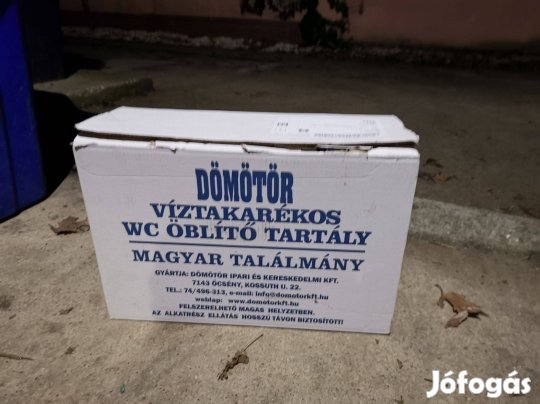 DÖMÖTÖR
VÍZTAKARÉKOS
WC ÖBLÍTŐ TARTÁLY
MAGYAR TALÁLMÁNY
GYÁRTJA: DÖMÖTÖR IPARI ÉS KERESKEDELMI KFT.
7143 ŐCSÉNY, KOSSUTH U. 22.
TEL.: 74/496-313, e-mail: info@domotorkft.hu
weblap: www.domotorkft.hu
FELSZERELHETŐ MAGAS HELYZETBEN.
AZ ALKATRÉSZ ELLÁTÁS HOSSZÚ TÁVON BIZTOSÍTOTT!
Jófogás